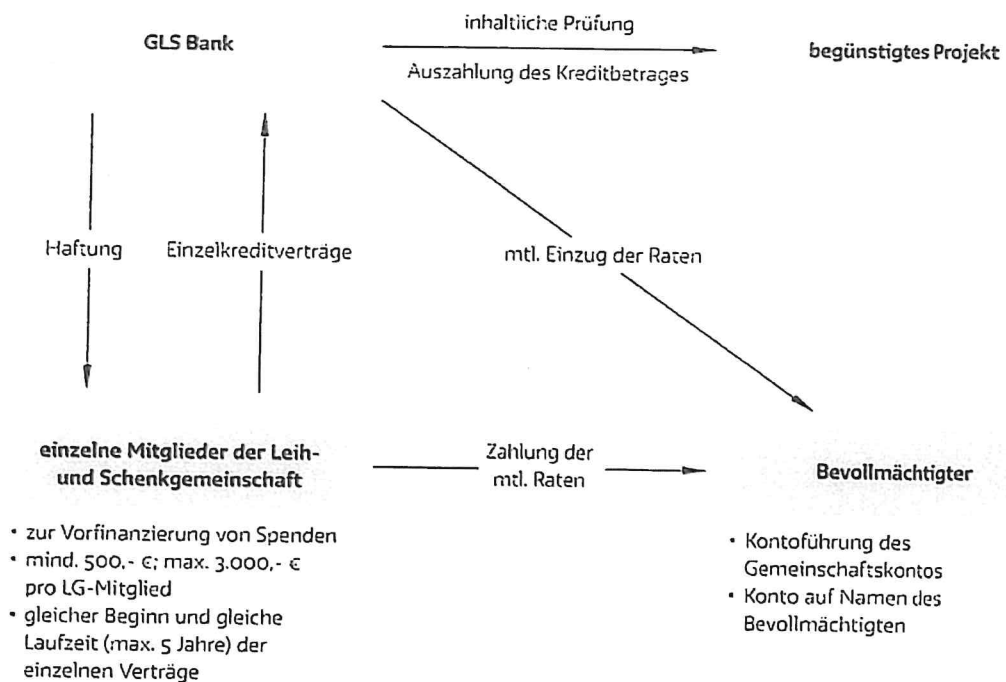 GLS Bank
inhaltliche Prüfung
Auszahlung des Kreditbetrages
begünstigtes Projekt
Haftung
Einzelkreditverträge
mtl. Einzug der Raten
einzelne Mitglieder der Leih-
und Schenkgemeinschaft
Zahlung der
mtl. Raten
Bevollmächtigter
• zur Vorfinanzierung von Spenden
• mind. 500,- €; max. 3.000,- €
pro LG-Mitglied
• gleicher Beginn und gleiche
Laufzeit (max. 5 Jahre) der
einzelnen Verträge
• Kontoführung des
Gemeinschaftskontos
• Konto auf Namen des
Bevollmächtigten